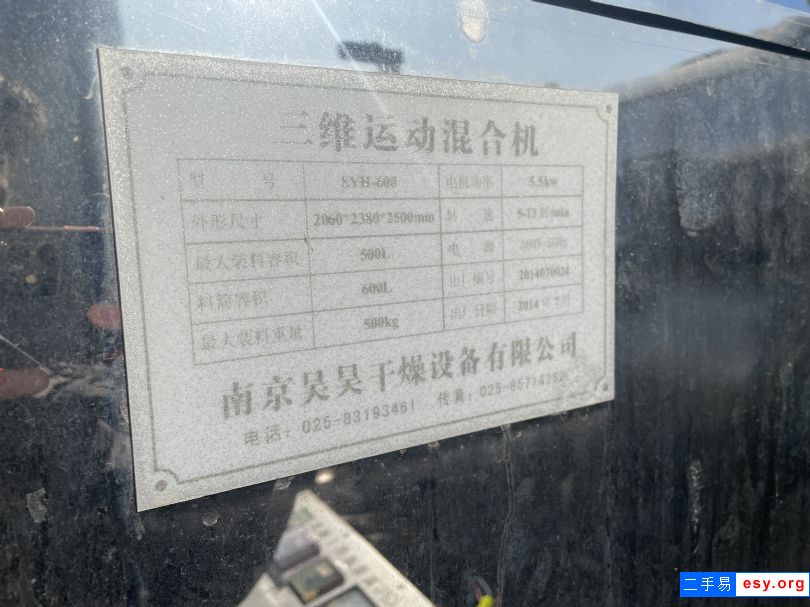 三维运动混合机
型 号 SYH-600 电机功率 5.5kw
外形尺寸 2060*2380*2500mm 转 速 5-13转/min
最大装料容积 500L 电 源 380V
料筒容积 600L 出厂编号 2014070024
最大装料重量 500kg 出厂日期 2014年7月
南京昊昊干燥设备有限公司
电话：025-83193461 传真：025-85714262
二手易 esy.org